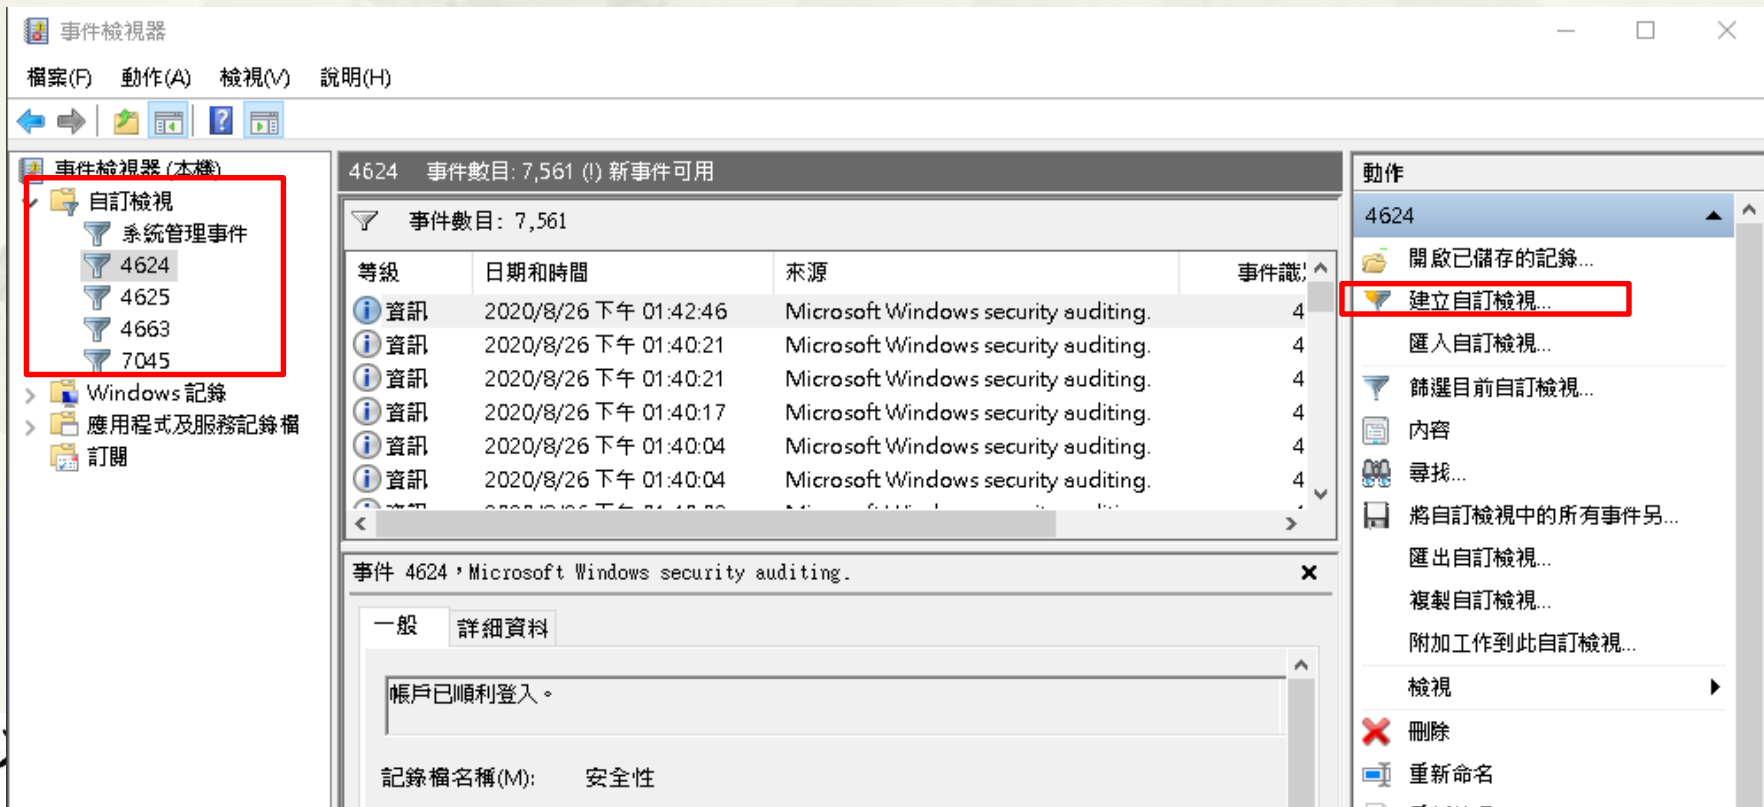 事件檢視器
檔案(F) 動作(A) 檢視(V) 說明(H)
事件檢視器 (本機)
自訂檢視
系統管理事件
4624
4625
4663
7045
Windows 記錄
應用程式及服務記錄檔
訂閱
4624 事件數目: 7,561 (!) 新事件可用
事件數目: 7,561
等級 日期和時間 來源 事件識
資訊 2020/8/26 下午 01:42:46 Microsoft Windows security auditing. 4
資訊 2020/8/26 下午 01:40:21 Microsoft Windows security auditing. 4
資訊 2020/8/26 下午 01:40:21 Microsoft Windows security auditing. 4
資訊 2020/8/26 下午 01:40:17 Microsoft Windows security auditing. 4
資訊 2020/8/26 下午 01:40:04 Microsoft Windows security auditing. 4
資訊 2020/8/26 下午 01:40:04 Microsoft Windows security auditing. 4
事件 4624，Microsoft Windows security auditing.
一般 詳細資料
帳戶已順利登入。
記錄檔名稱(M): 安全性
動作
4624
開啟已儲存的記錄...
建立自訂檢視...
匯入自訂檢視...
篩選目前自訂檢視...
內容
尋找...
將自訂檢視中的所有事件另...
匯出自訂檢視...
複製自訂檢視...
附加工作到此自訂檢視...
檢視
刪除
重新命名